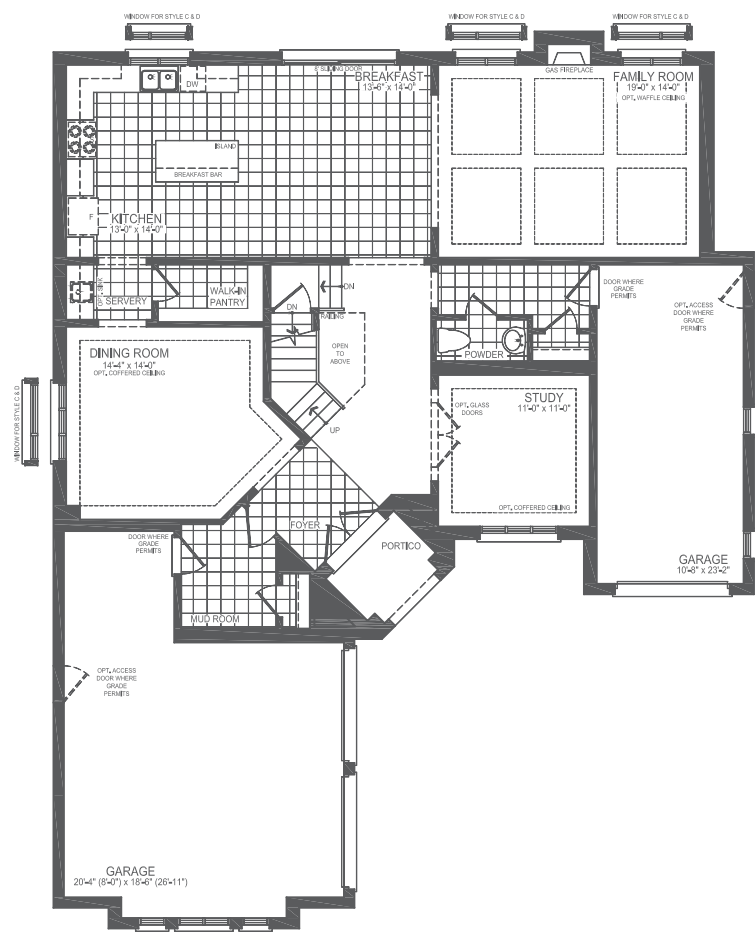 WINDOW FOR STYLE C & D
WINDOW FOR STYLE C & D
WINDOW FOR STYLE C & D
8' SLIDING DOOR
GAS FIREPLACE
DW
BREAKFAST
13'-6" x 14'-0"
FAMILY ROOM
19'-0" x 14'-0"
OPT. WAFFLE CEILING
ISLAND
BREAKFAST BAR
F
KITCHEN
13'-0" x 14'-0"
S
OPT. SINK
SERVERY
WALK-IN
PANTRY
DN
DN
RAILING
DOOR WHERE
GRADE
PERMITS
OPT. ACCESS
DOOR WHERE
GRADE
PERMITS
OPEN
TO
ABOVE
POWDER
DINING ROOM
14'-4" x 14'-0"
OPT. COFFERED CEILING
WINDOW FOR STYLE C & D
UP
OPT. GLASS
DOORS
STUDY
11'-0" x 11'-0"
OPT. COFFERED CEILING
FOYER
DOOR WHERE
GRADE
PERMITS
PORTICO
GARAGE
10'-8" x 23'-2"
MUD ROOM
OPT. ACCESS
DOOR WHERE
GRADE
PERMITS
GARAGE
20'-4" (8'-0") x 18'-6" (26'-11")